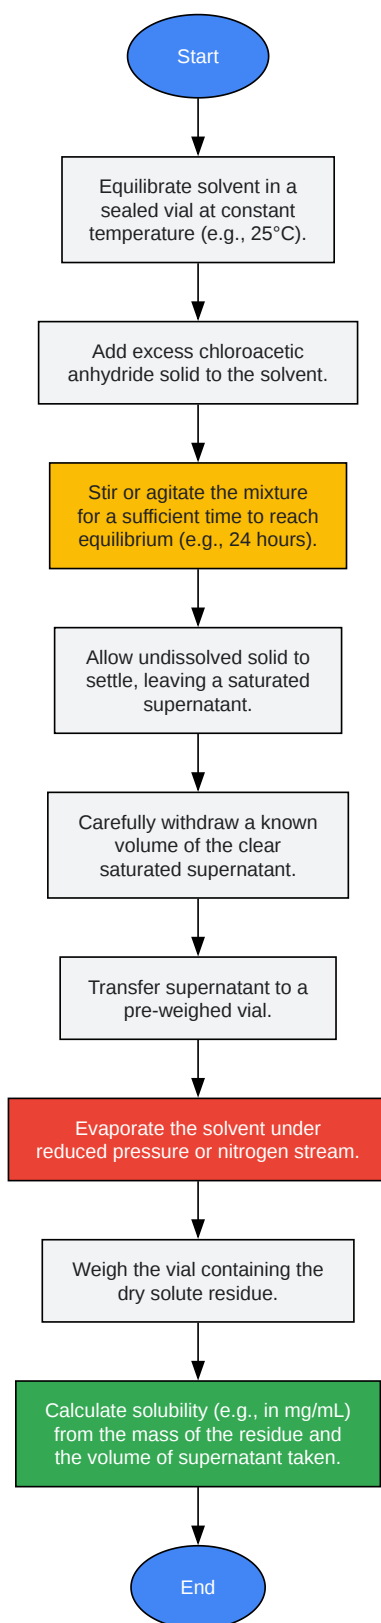 Start
Equilibrate solvent in a
sealed vial at constant
temperature (e.g., 25°C).
Add excess chloroacetic
anhydride solid to the solvent.
Stir or agitate the mixture
for a sufficient time to reach
equilibrium (e.g., 24 hours).
Allow undissolved solid to
settle, leaving a saturated
supernatant.
Carefully withdraw a known
volume of the clear
saturated supernatant.
Transfer supernatant to a
pre-weighed vial.
Evaporate the solvent under
reduced pressure or nitrogen stream.
Weigh the vial containing the
dry solute residue.
Calculate solubility (e.g., in mg/mL)
from the mass of the residue and
the volume of supernatant taken.
End